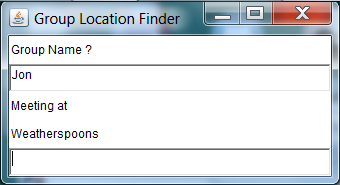 Group Location Finder
Group Name ?
Jon
Meeting at
Weatherspoons